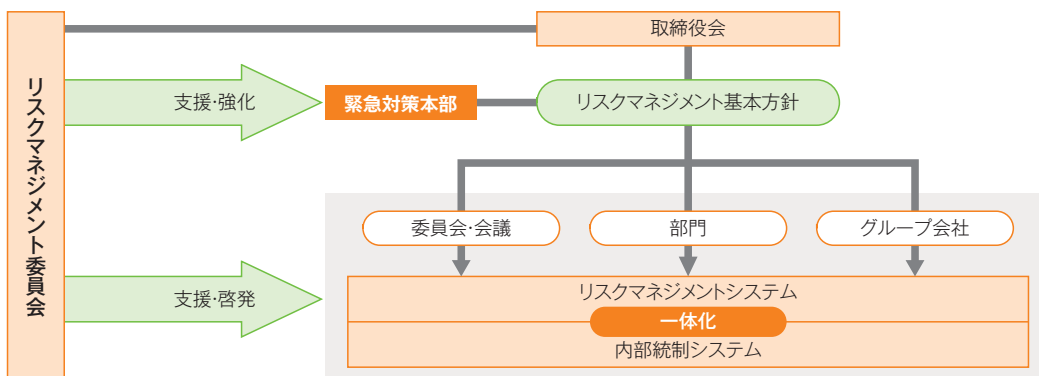 リスクマネジメント委員会
取締役会
支援・強化
緊急対策本部
リスクマネジメント基本方針
委員会・会議
部門
グループ会社
支援・啓発
リスクマネジメントシステム
一体化
内部統制システム